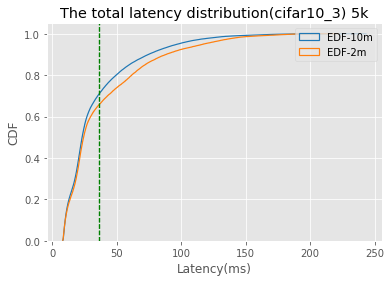 The total latency distribution(cifar10_3) 5k
EDF-10m
EDF-2m
1.0
0.8
0.6
0.4
0.2
0.0
CDF
0 50 100 150 200 250
Latency(ms)